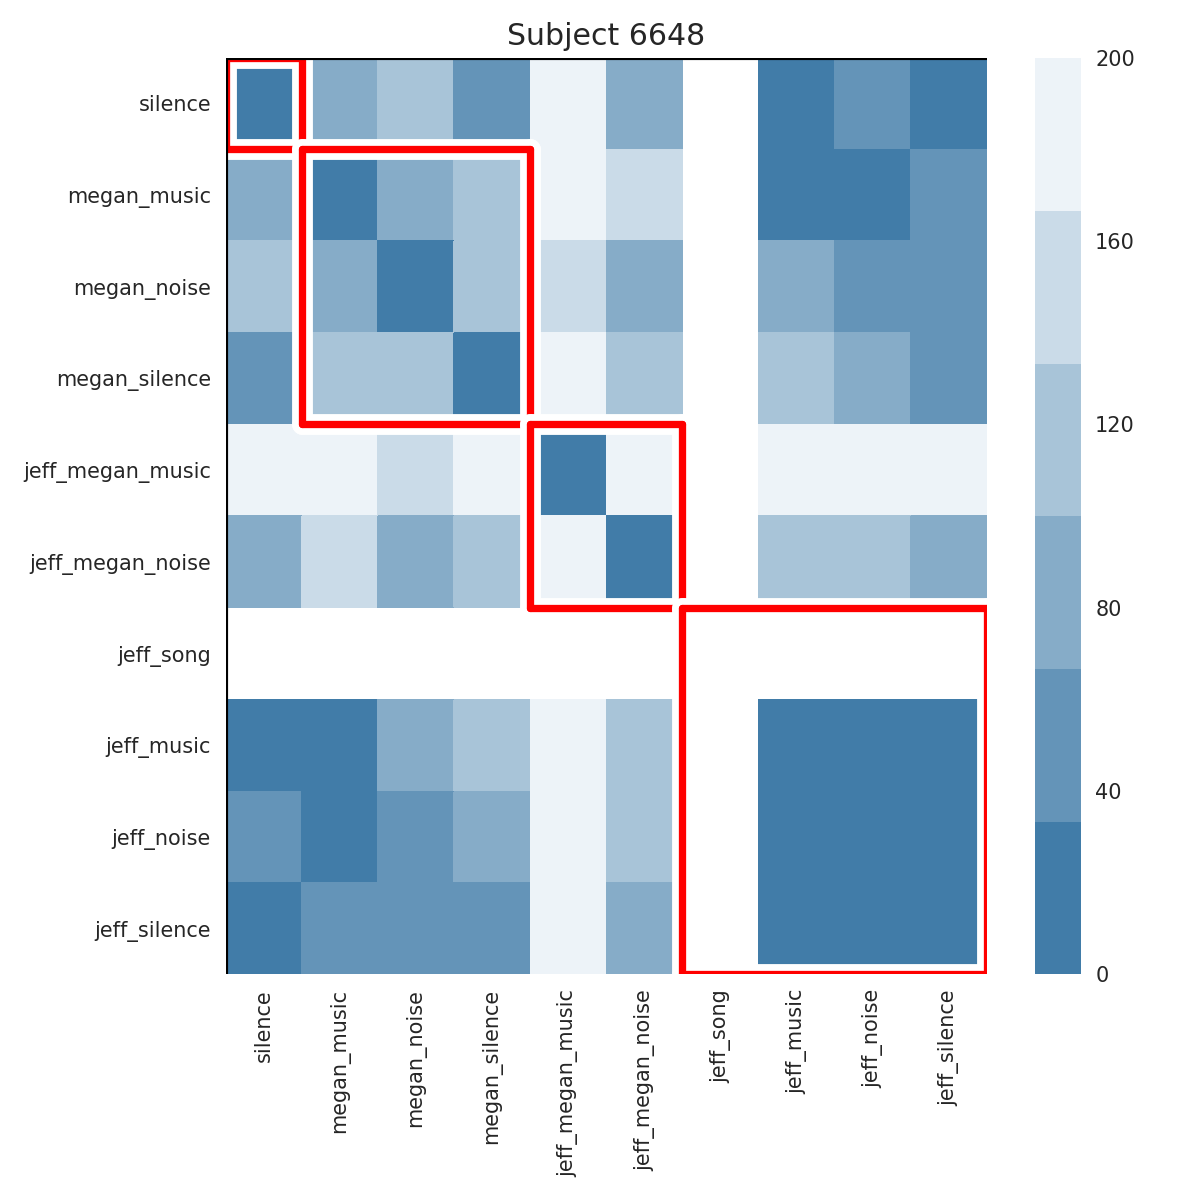 Subject 6648
silence
megan_music
megan_noise
megan_silence
jeff_megan_music
jeff_megan_noise
jeff_song
jeff_music
jeff_noise
jeff_silence
silence
megan_music
megan_noise
megan_silence
jeff_megan_music
jeff_megan_noise
jeff_song
jeff_music
jeff_noise
jeff_silence
200
160
120
80
40
0